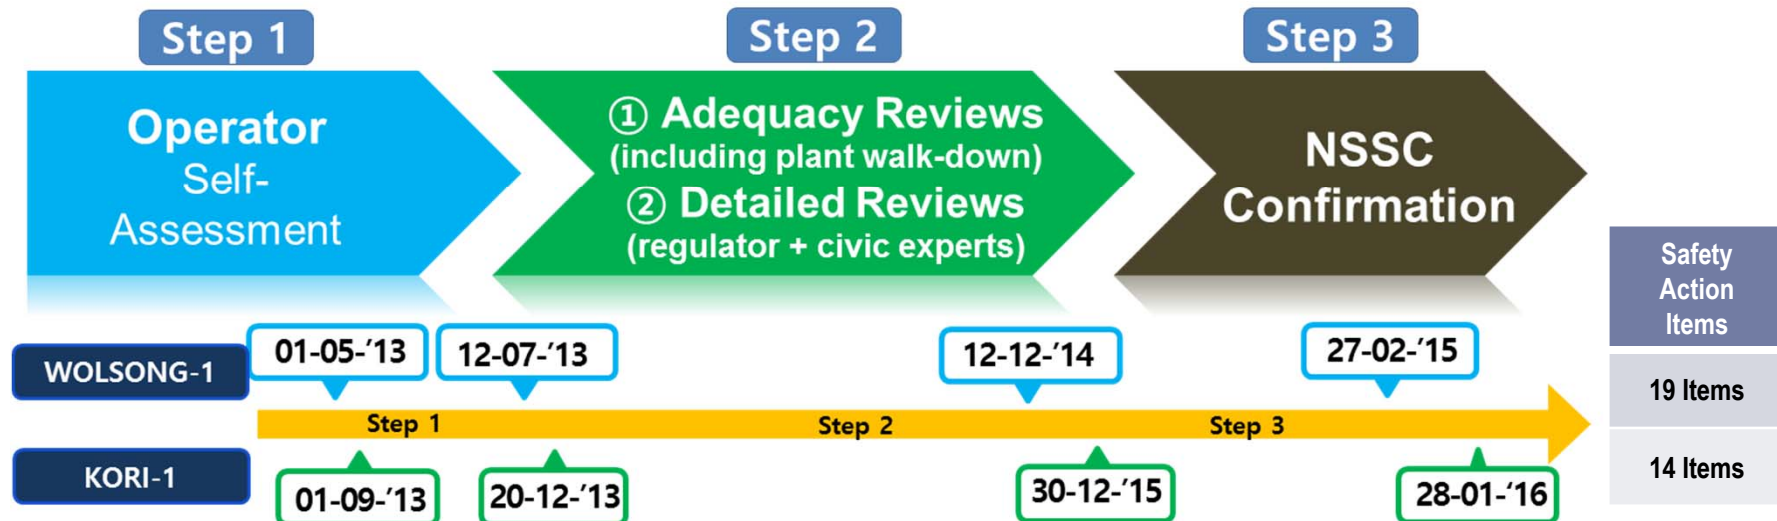 Step 1
Step 2
Step 3
Operator
Self-
Assessment
① Adequacy Reviews
(including plant walk-down)
② Detailed Reviews
(regulator + civic experts)
NSSC
Confirmation
Safety
Action
Items
WOLSONG-1
01-05-’13
12-07-’13
12-12-’14
27-02-’15
19 Items
Step 1
Step 2
Step 3
KORI-1
01-09-’13
20-12-’13
30-12-’15
28-01-’16
14 Items